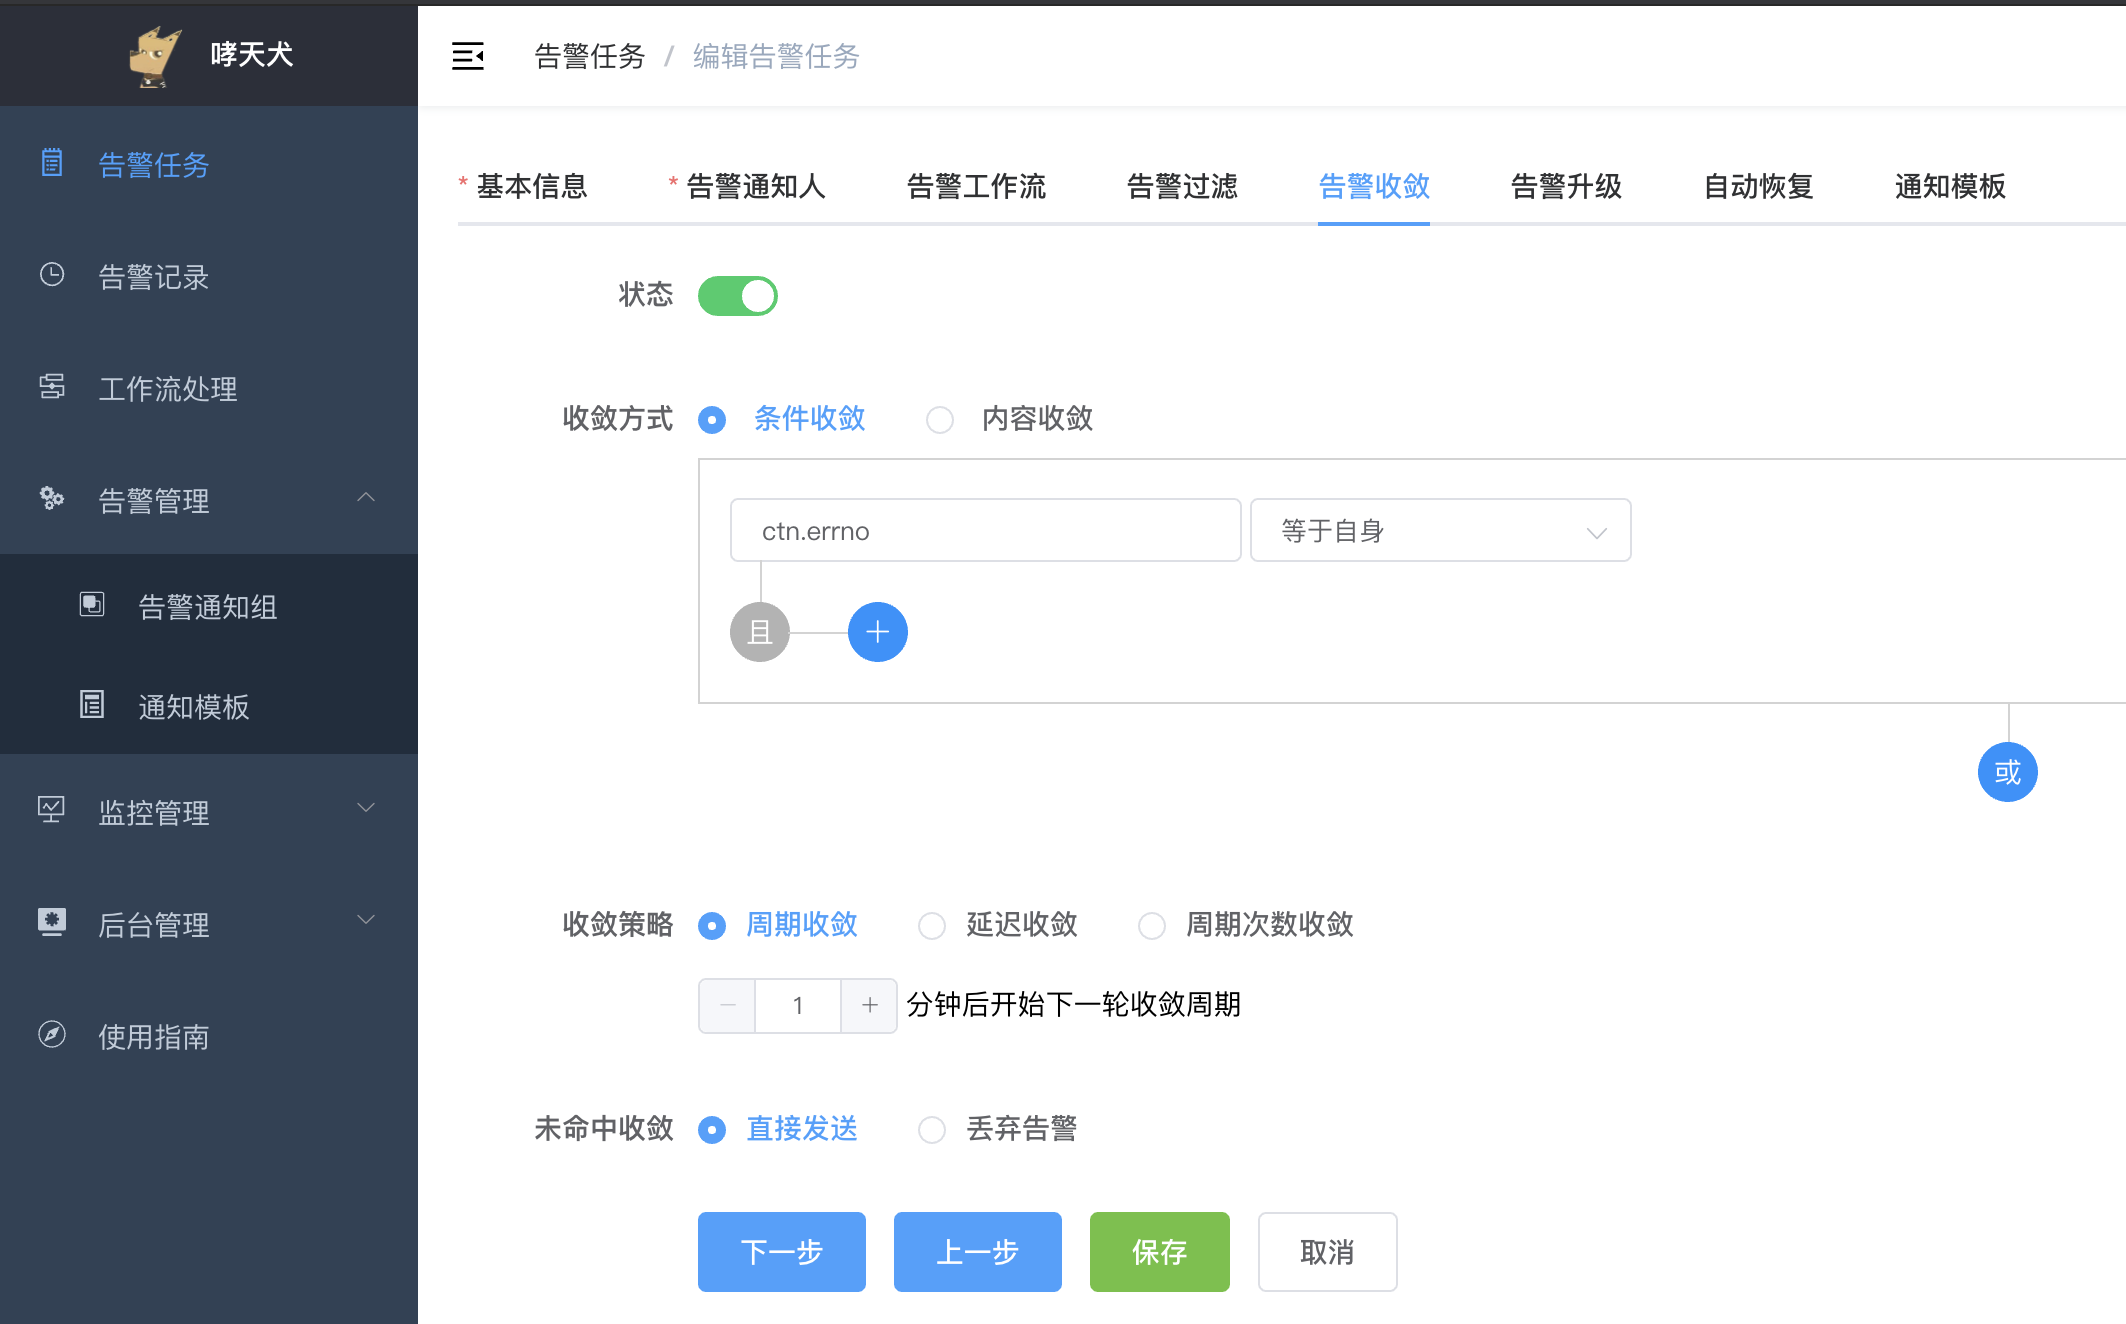 哮天犬
告警任务 / 编辑告警任务
告警任务
告警记录
工作流处理
告警管理
告警通知组
通知模板
监控管理
后台管理
使用指南
* 基本信息 * 告警通知人 告警工作流 告警过滤 告警收敛 告警升级 自动恢复 通知模板
状态
收敛方式 条件收敛 内容收敛
ctn.errno 等于自身
且 +
或
收敛策略 周期收敛 延迟收敛 周期次数收敛
- 1 + 分钟后开始下一轮收敛周期
未命中收敛 直接发送 丢弃告警
下一步 上一步 保存 取消